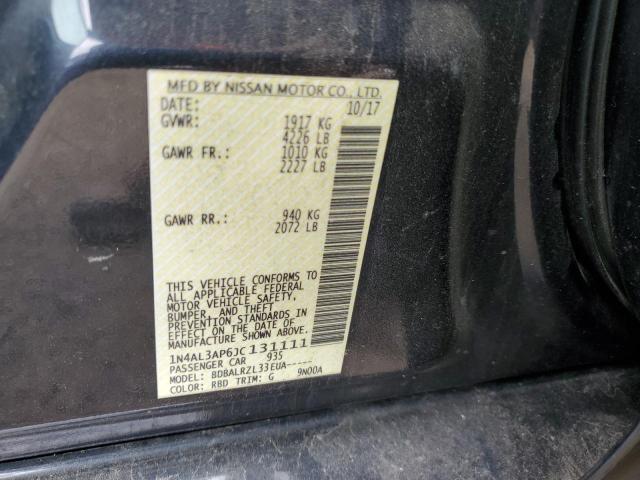 MFD BY NISSAN MOTOR CO., LTD.
DATE: 10/17
GVWR: 1917 KG
4226 LB
GAWR FR.: 1010 KG
2227 LB
GAWR RR.: 940 KG
2072 LB
THIS VEHICLE CONFORMS TO
ALL APPLICABLE FEDERAL
MOTOR VEHICLE SAFETY,
BUMPER, AND THEFT
PREVENTION STANDARDS IN
EFFECT ON THE DATE OF
MANUFACTURE SHOWN ABOVE.
1N4AL3AP6JC131111
PASSENGER CAR 935
MODEL: BDBALRZL33EUA-----
COLOR: RBD TRIM: G 9N00A